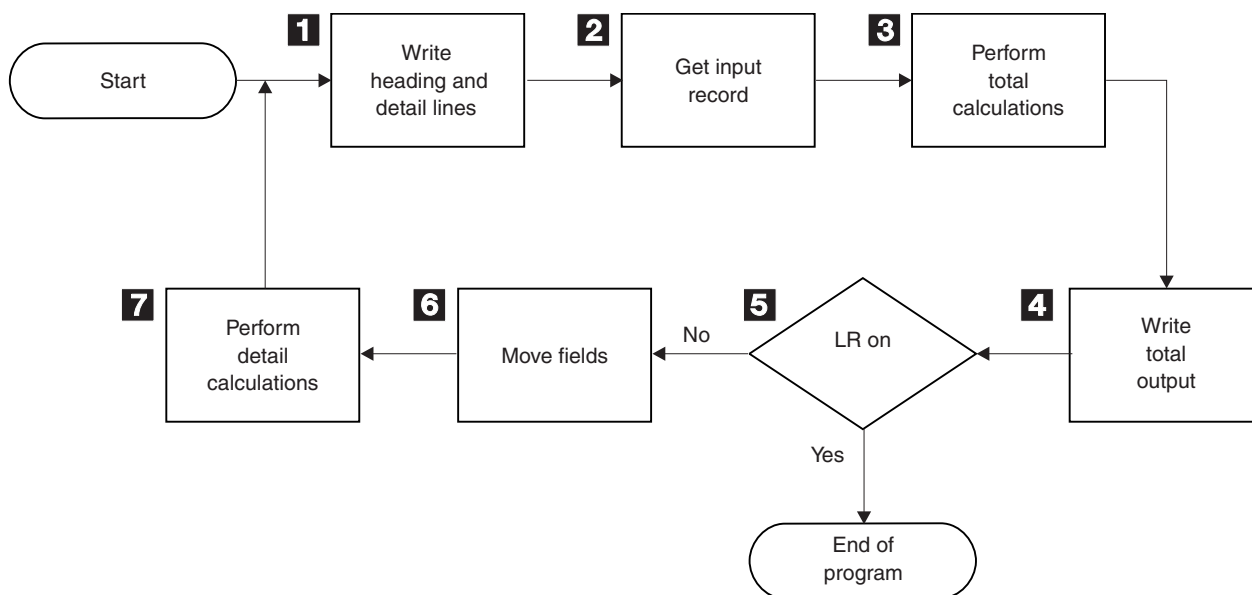 Start
1
Write
heading and
detail lines
2
Get input
record
3
Perform
total
calculations
4
Write
total
output
5
LR on
No
Yes
6
Move fields
7
Perform
detail
calculations
End of
program